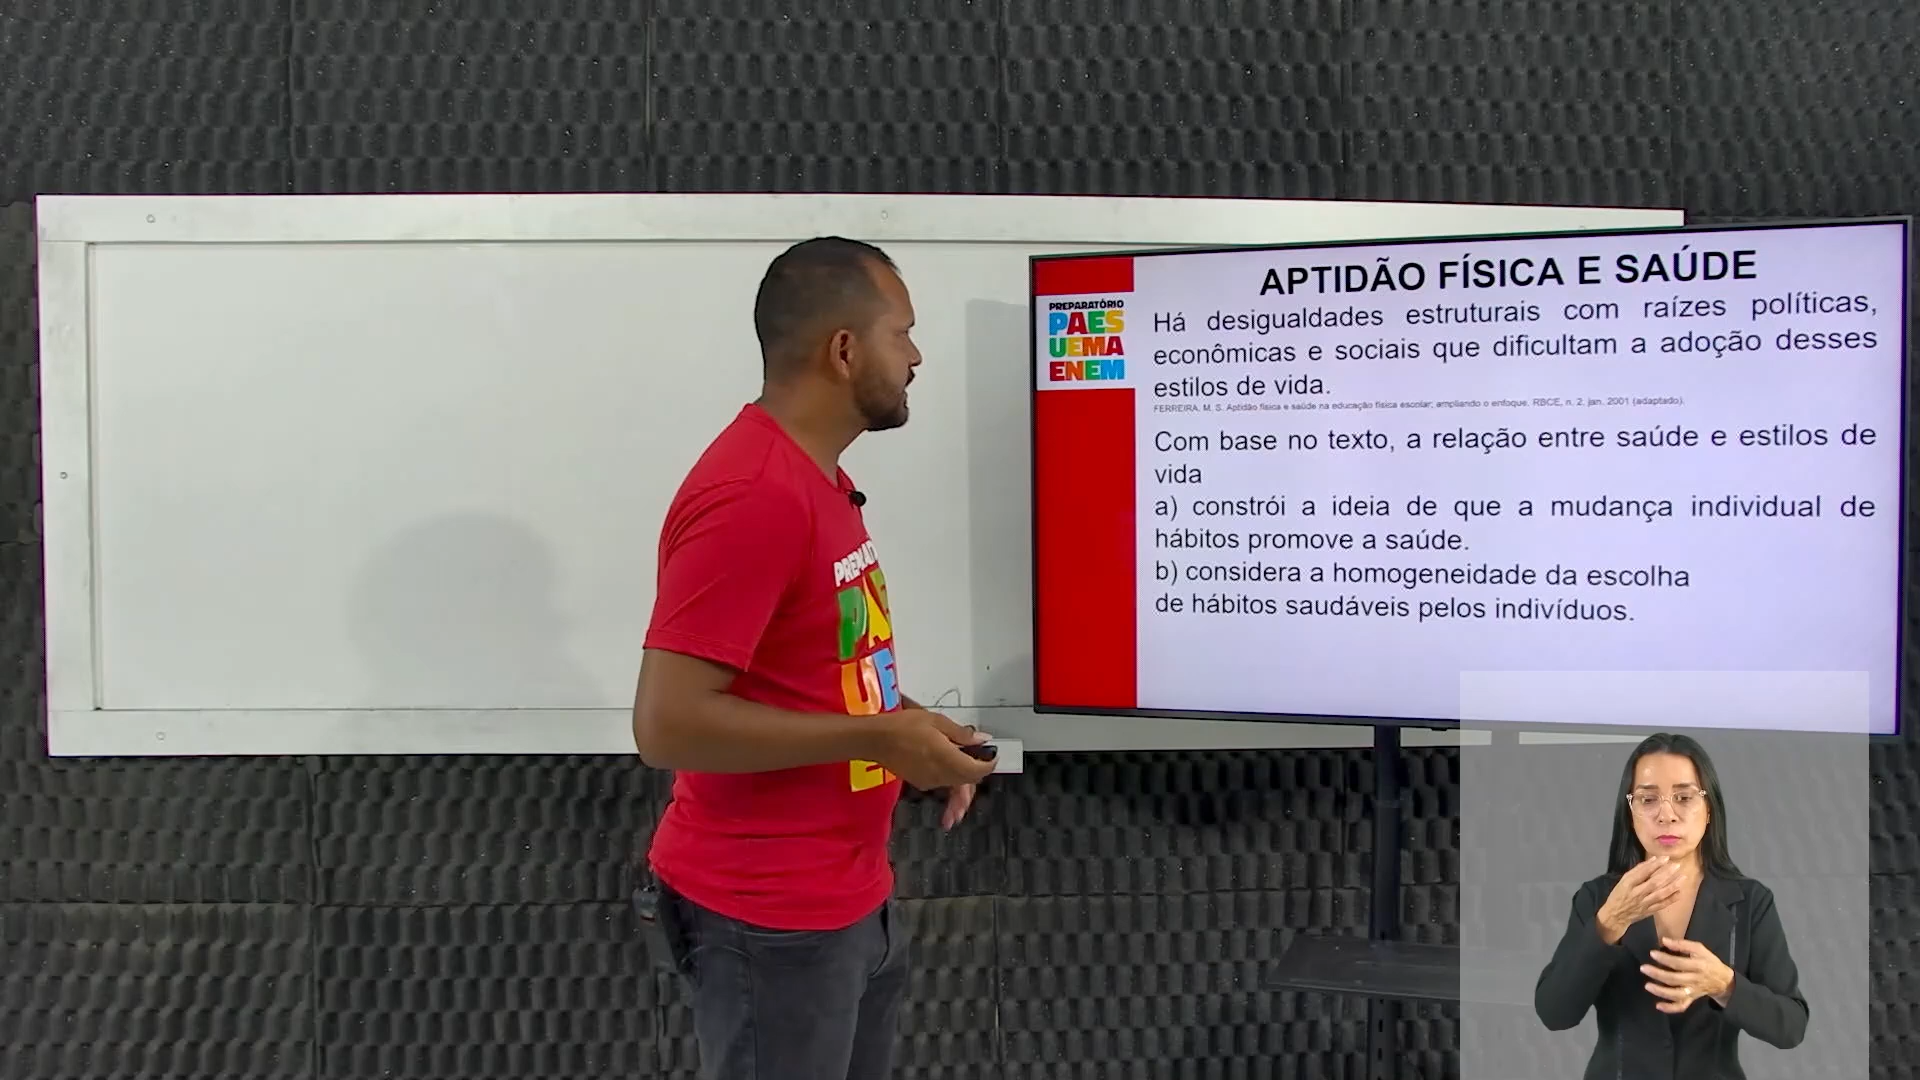 APTIDÃO FÍSICA E SAÚDE
PREPARATÓRIO
PAES
UEMA
ENEM
Há desigualdades estruturais com raízes políticas,
econômicas e sociais que dificultam a adoção desses
estilos de vida.
FERREIRA, M. S. Aptidão física e saúde na educação física escolar: ampliando o enfoque. RBCE, n. 2, jan. 2001 (adaptado).
Com base no texto, a relação entre saúde e estilos de
vida
a) constrói a ideia de que a mudança individual de
hábitos promove a saúde.
b) considera a homogeneidade da escolha
de hábitos saudáveis pelos indivíduos.